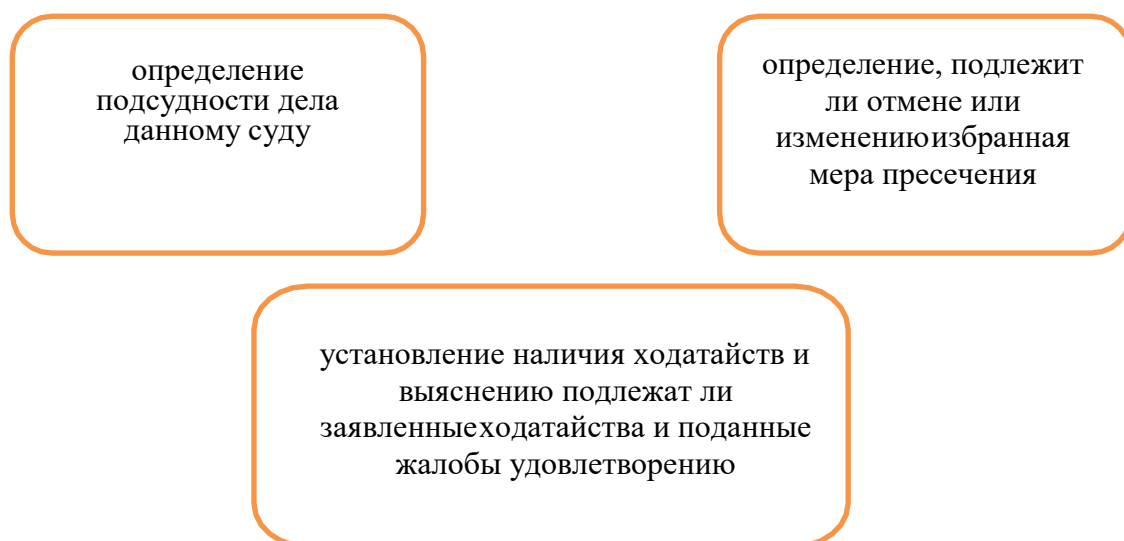 определение
подсудности дела
данному суду
определение, подлежит
ли отмене или
изменениюизбранная
мера пресечения
установление наличия ходатайств и
выяснению подлежат ли
заявленныеходатайства и поданные
жалобы удовлетворению